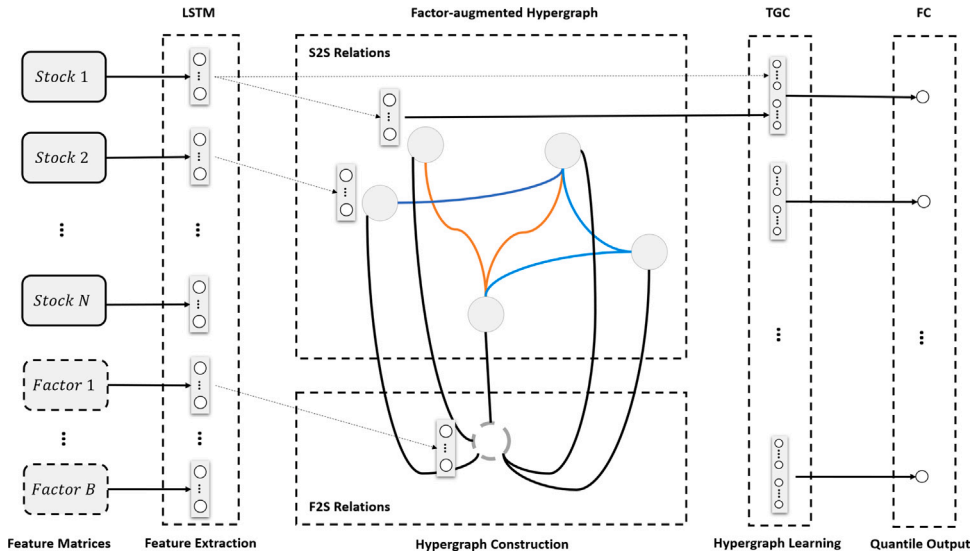 LSTM
Factor-augmented Hypergraph
TGC
FC
S2S Relations
Stock 1
Stock 2
Stock N
Factor 1
Factor B
F2S Relations
Feature Matrices
Feature Extraction
Hypergraph Construction
Hypergraph Learning
Quantile Output